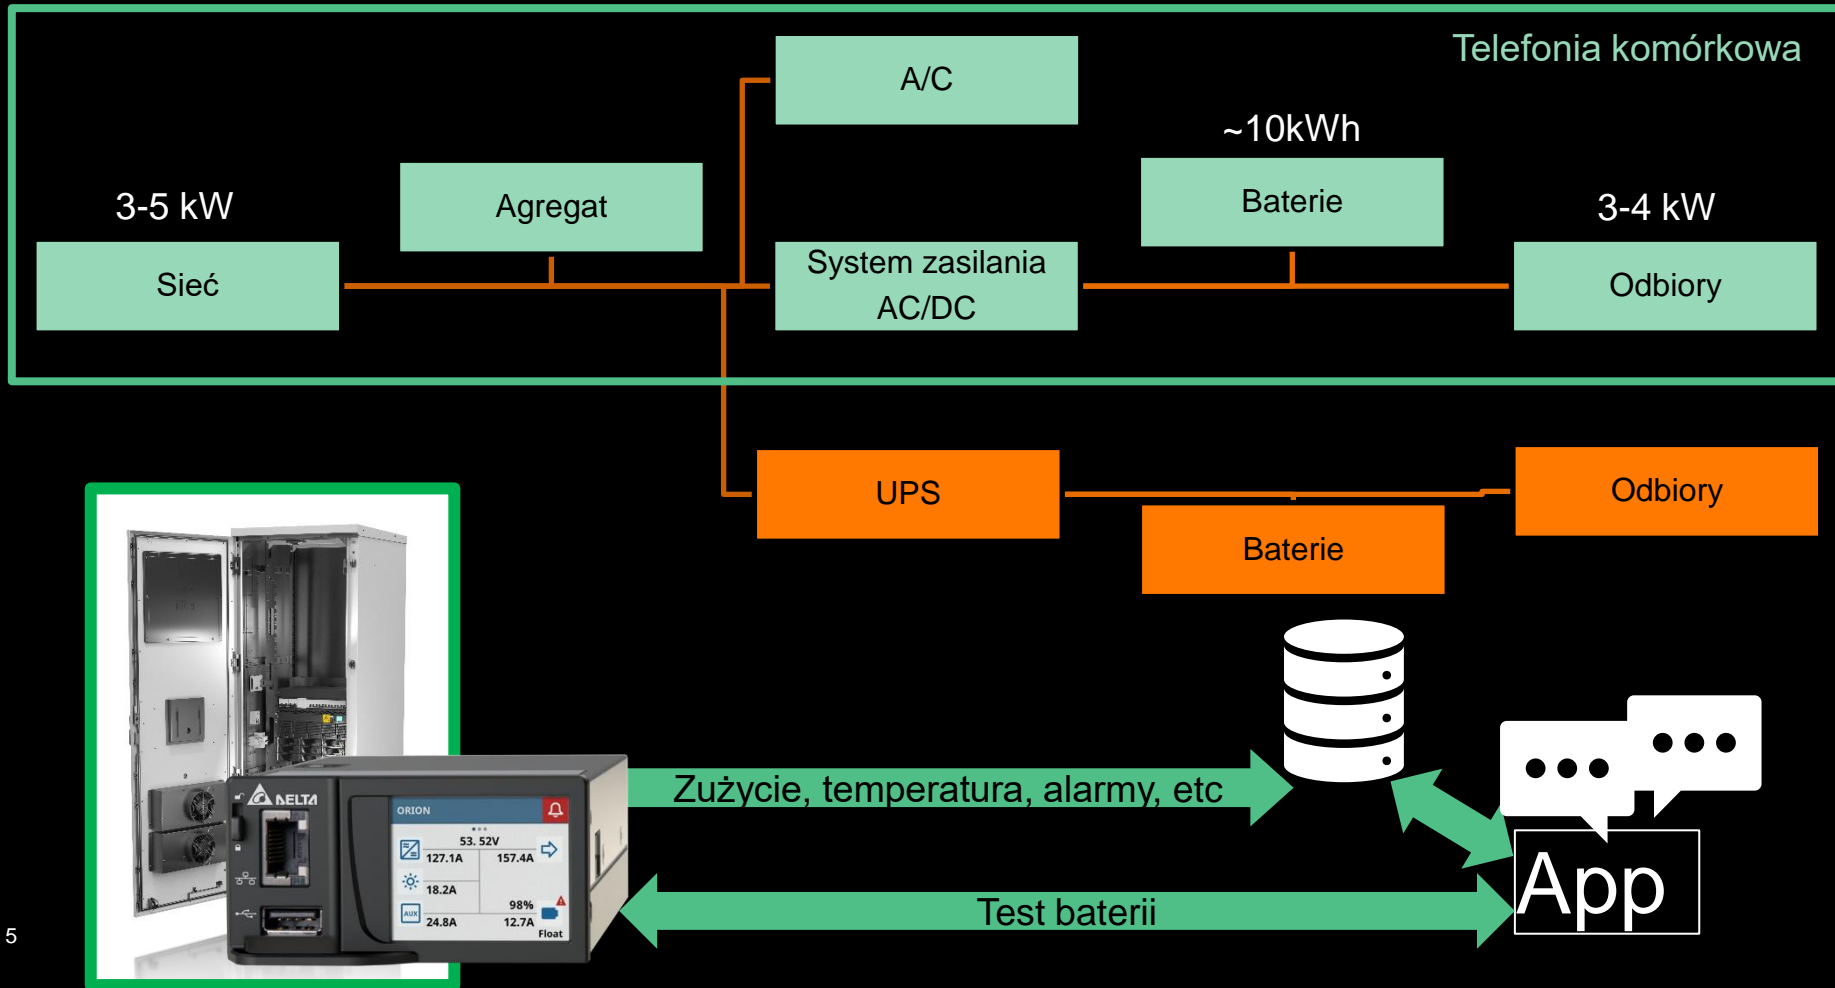 Telefonia komórkowa
A/C
~10kWh
3-5 kW
Agregat
Baterie
3-4 kW
Sieć
System zasilania
AC/DC
Odbiory
UPS
Odbiory
Baterie
Zużycie, temperatura, alarmy, etc
DELTA
ORION
53. 52V
127.1A
157.4A
18.2A
98%
AUX
24.8A
12.7A
Float
App
Test baterii
5